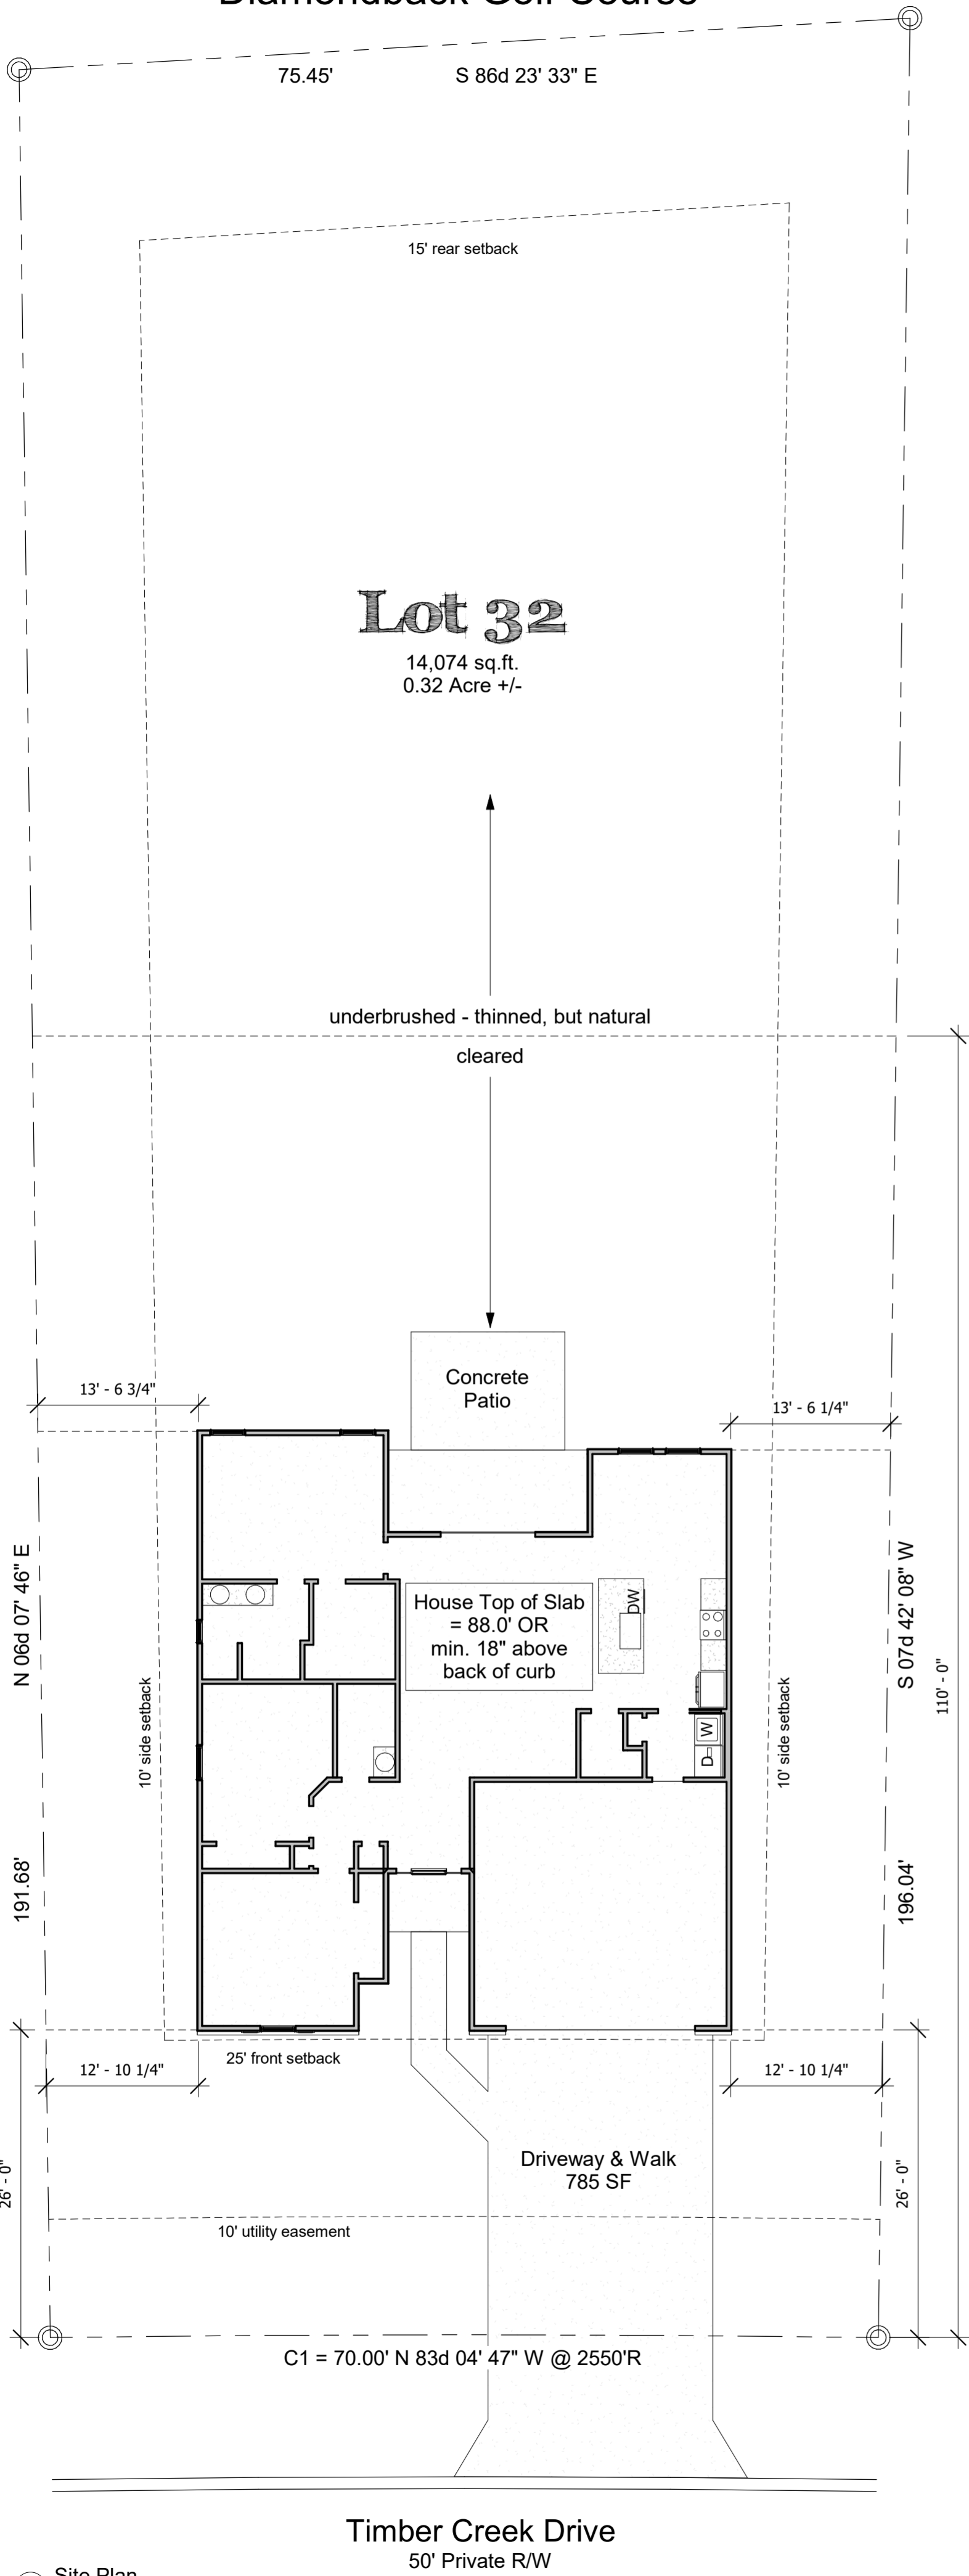 Diamondback Golf Course
75.45' S 86d 23' 33" E
15' rear setback
Lot 32
14,074 sq.ft.
0.32 Acre +/-
underbrushed - thinned, but natural
cleared
Concrete
Patio
13' - 6 3/4"
13' - 6 1/4"
N 06d 07' 46" E
191.68'
S 07d 42' 08" W
196.04'
110' - 0"
House Top of Slab
= 88.0' OR
min. 18" above
back of curb
DW
W
D
10' side setback
10' side setback
25' front setback
12' - 10 1/4"
12' - 10 1/4"
Driveway & Walk
785 SF
26' - 0"
26' - 0"
10' utility easement
C1 = 70.00' N 83d 04' 47" W @ 2550'R
Timber Creek Drive
50' Private R/W
Site Plan